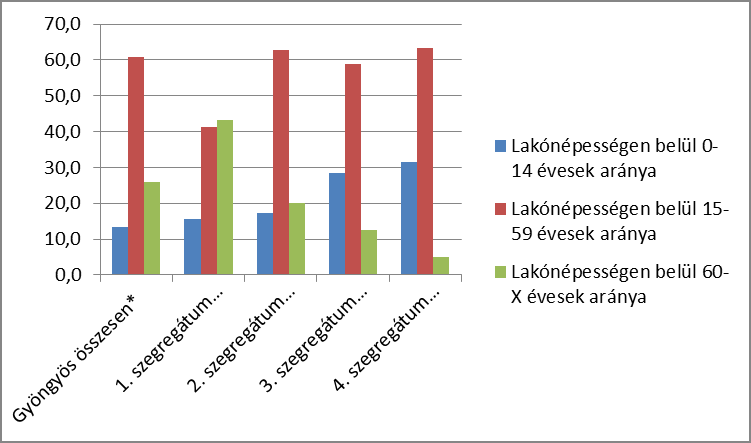 70,0
60,0
50,0
40,0
30,0
20,0
10,0
0,0
Gyöngyös összesen*
1. szegregátum...
2. szegregátum...
3. szegregátum...
4. szegregátum...
Lakónépességen belül 0-
14 évesek aránya
Lakónépességen belül 15-
59 évesek aránya
Lakónépességen belül 60-
X évesek aránya